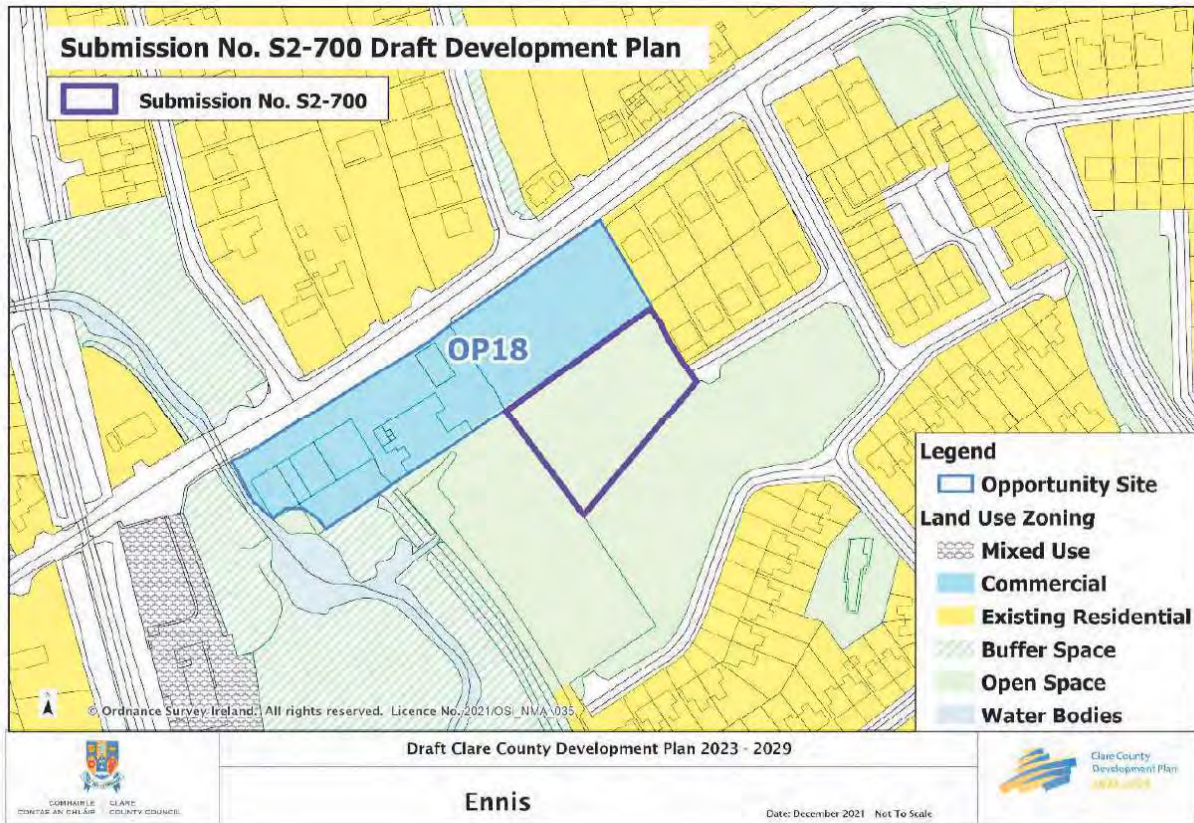 Submission No. S2-700 Draft Development Plan
Submission No. S2-700
OP18
Legend
Opportunity Site
Land Use Zoning
Mixed Use
Commercial
Existing Residential
Buffer Space
Open Space
Water Bodies
© Ordnance Survey Ireland. All rights reserved. Licence No. 2021/OSi_NMA_035
Draft Clare County Development Plan 2023 - 2029
Ennis
Date: December 2021 Not To Scale
COMHAIRLE CLARE
CONTAE AN CHLÁIR COUNTY COUNCIL
Clare County
Development Plan
2023-2029